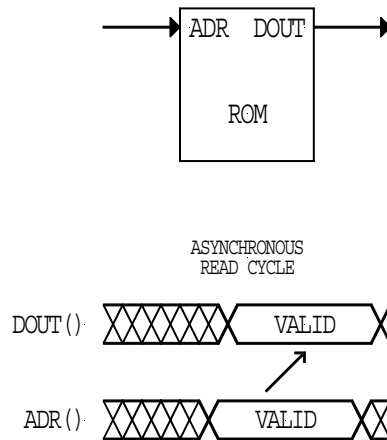 ADR DOUT
ROM
ASYNCHRONOUS
READ CYCLE
DOUT() VALID
ADR() VALID